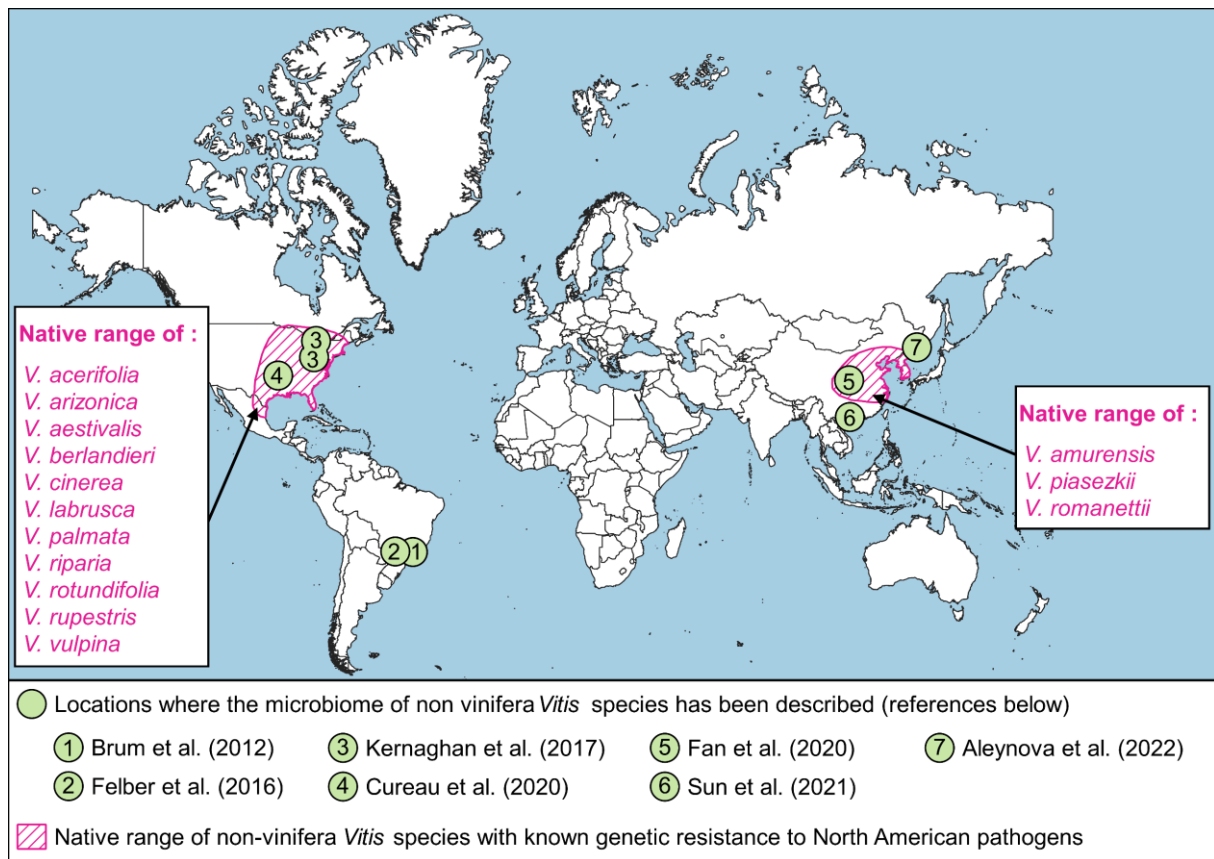 Native range of :
V. acerifolia
V. arizonica
V. aestivalis
V. berlandieri
V. cinerea
V. labrusca
V. palmata
V. riparia
V. rotundifolia
V. rupestris
V. vulpina
3
3
4
2
1
7
5
6
Native range of :
V. amurensis
V. piasezkii
V. romanettii
Locations where the microbiome of non vinifera Vitis species has been described (references below)
1 Brum et al. (2012)
3 Kernaghan et al. (2017)
5 Fan et al. (2020)
7 Aleynova et al. (2022)
2 Felber et al. (2016)
4 Cureau et al. (2020)
6 Sun et al. (2021)
Native range of non-vinifera Vitis species with known genetic resistance to North American pathogens